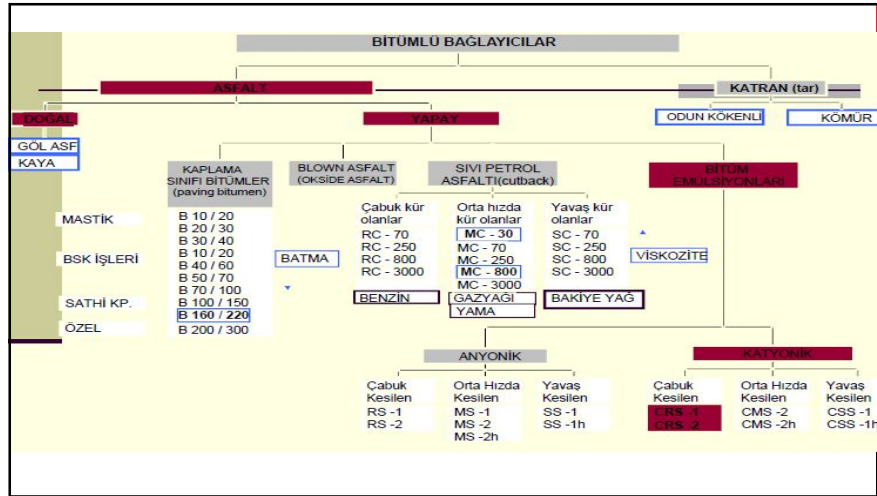 BİTÜMLÜ BAĞLAYICILAR
ASFALT
KATRAN (tar)
DOĞAL
YAPAY
ODUN KÖKENLİ
KÖMÜR
GÖL ASF
KAYA
KAPLAMA
SINIFI BİTÜMLER
(paving bitumen)
BLOWN ASFALT
(OKSİDE ASFALT)
SIVI PETROL
ASFALTI(cutback)
BİTÜM
EMÜLSİYONLARI
MASTİK
BSK İŞLERİ
SATHİ KP.
ÖZEL
B 10 / 20
B 20 / 30
B 30 / 40
B 10 / 20
B 40 / 60
B 50 / 70
B 70 / 100
B 100 / 150
B 160 / 220
B 200 / 300
BATMA
Çabuk kür
olanlar
RC - 70
RC - 250
RC - 800
RC - 3000
BENZİN
Orta hızda
kür olanlar
MC - 30
MC - 70
MC - 250
MC - 800
MC - 3000
GAZYAĞI
YAMA
Yavaş kür
olanlar
SC - 70
SC - 250
SC - 800
SC - 3000
BAKİYE YAĞ
VİSKOZİTE
ANYONİK
KATYONİK
Çabuk
Kesilen
RS -1
RS -2
Orta Hızda
Kesilen
MS -1
MS -2
MS -2h
Yavaş
Kesilen
SS -1
SS -1h
Çabuk
Kesilen
CRS -1
CRS -2
Orta Hızda
Kesilen
CMS -2
CMS -2h
Yavaş
Kesilen
CSS -1
CSS -1h